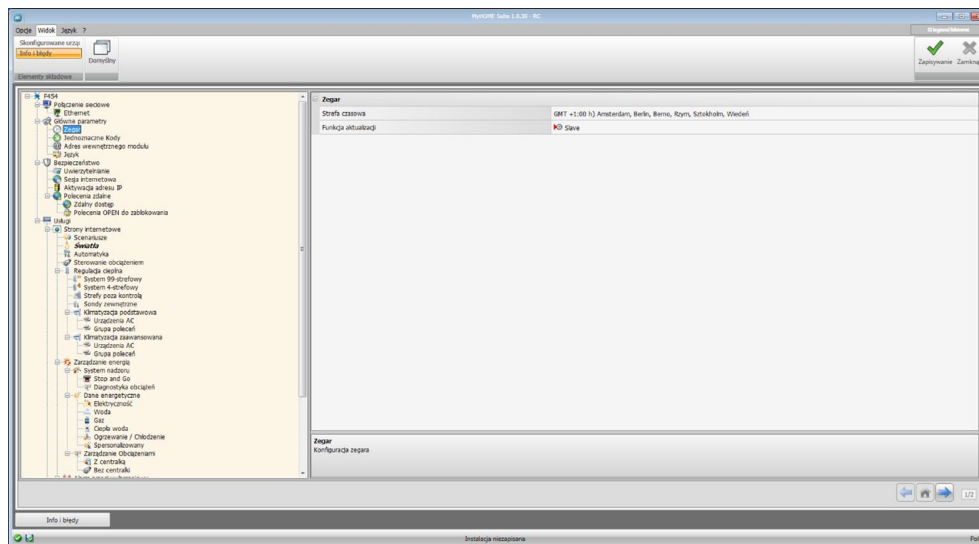 MyHOME Suite 1.0.30 - RC
Opcje Widok Język ?
Skonfigurowane urzą
Info i błędy
Domyślny
Zapisywanie Zamkną
Elementy składowe
F454
Połączenie sieciowe
Ethernet
Główne parametry
Zegar
Jednoznaczne Kody
Adres wewnętrznego modułu
Język
Bezpieczeństwo
Uwierzytelnianie
Sesja internetowa
Aktywacja adresu IP
Polecenia zdalne
Zdalny dostęp
Polecenia OPEN do zablokowania
Usługi
Strony internetowe
Scenariusze
Światła
Automatyka
Sterowanie obciążeniem
Regulacja cieplna
System 99-strefowy
System 4-strefowy
Strefy poza kontrolą
Sondy zewnętrzne
Klimatyzacja podstawowa
Urządzenia AC
Grupa poleceń
Klimatyzacja zaawansowana
Urządzenia AC
Grupa poleceń
Zarządzanie energią
System nadzoru
Stop and Go
Diagnostyka obciążeń
Dane energetyczne
Elektryczność
Woda
Gaz
Ciepła woda
Ogrzewanie / Chłodzenie
Spersonalizowany
Zarządzanie Obciążeniami
Z centralką
Bez centralki
Zegar
Strefa czasowa GMT +1:00 h) Amsterdam, Berlin, Berno, Rzym, Sztokholm, Wiedeń
Funkcja aktualizacji Slave
Zegar
Konfiguracja zegara
1/2
Info i błędy
Instalacja niezapisana